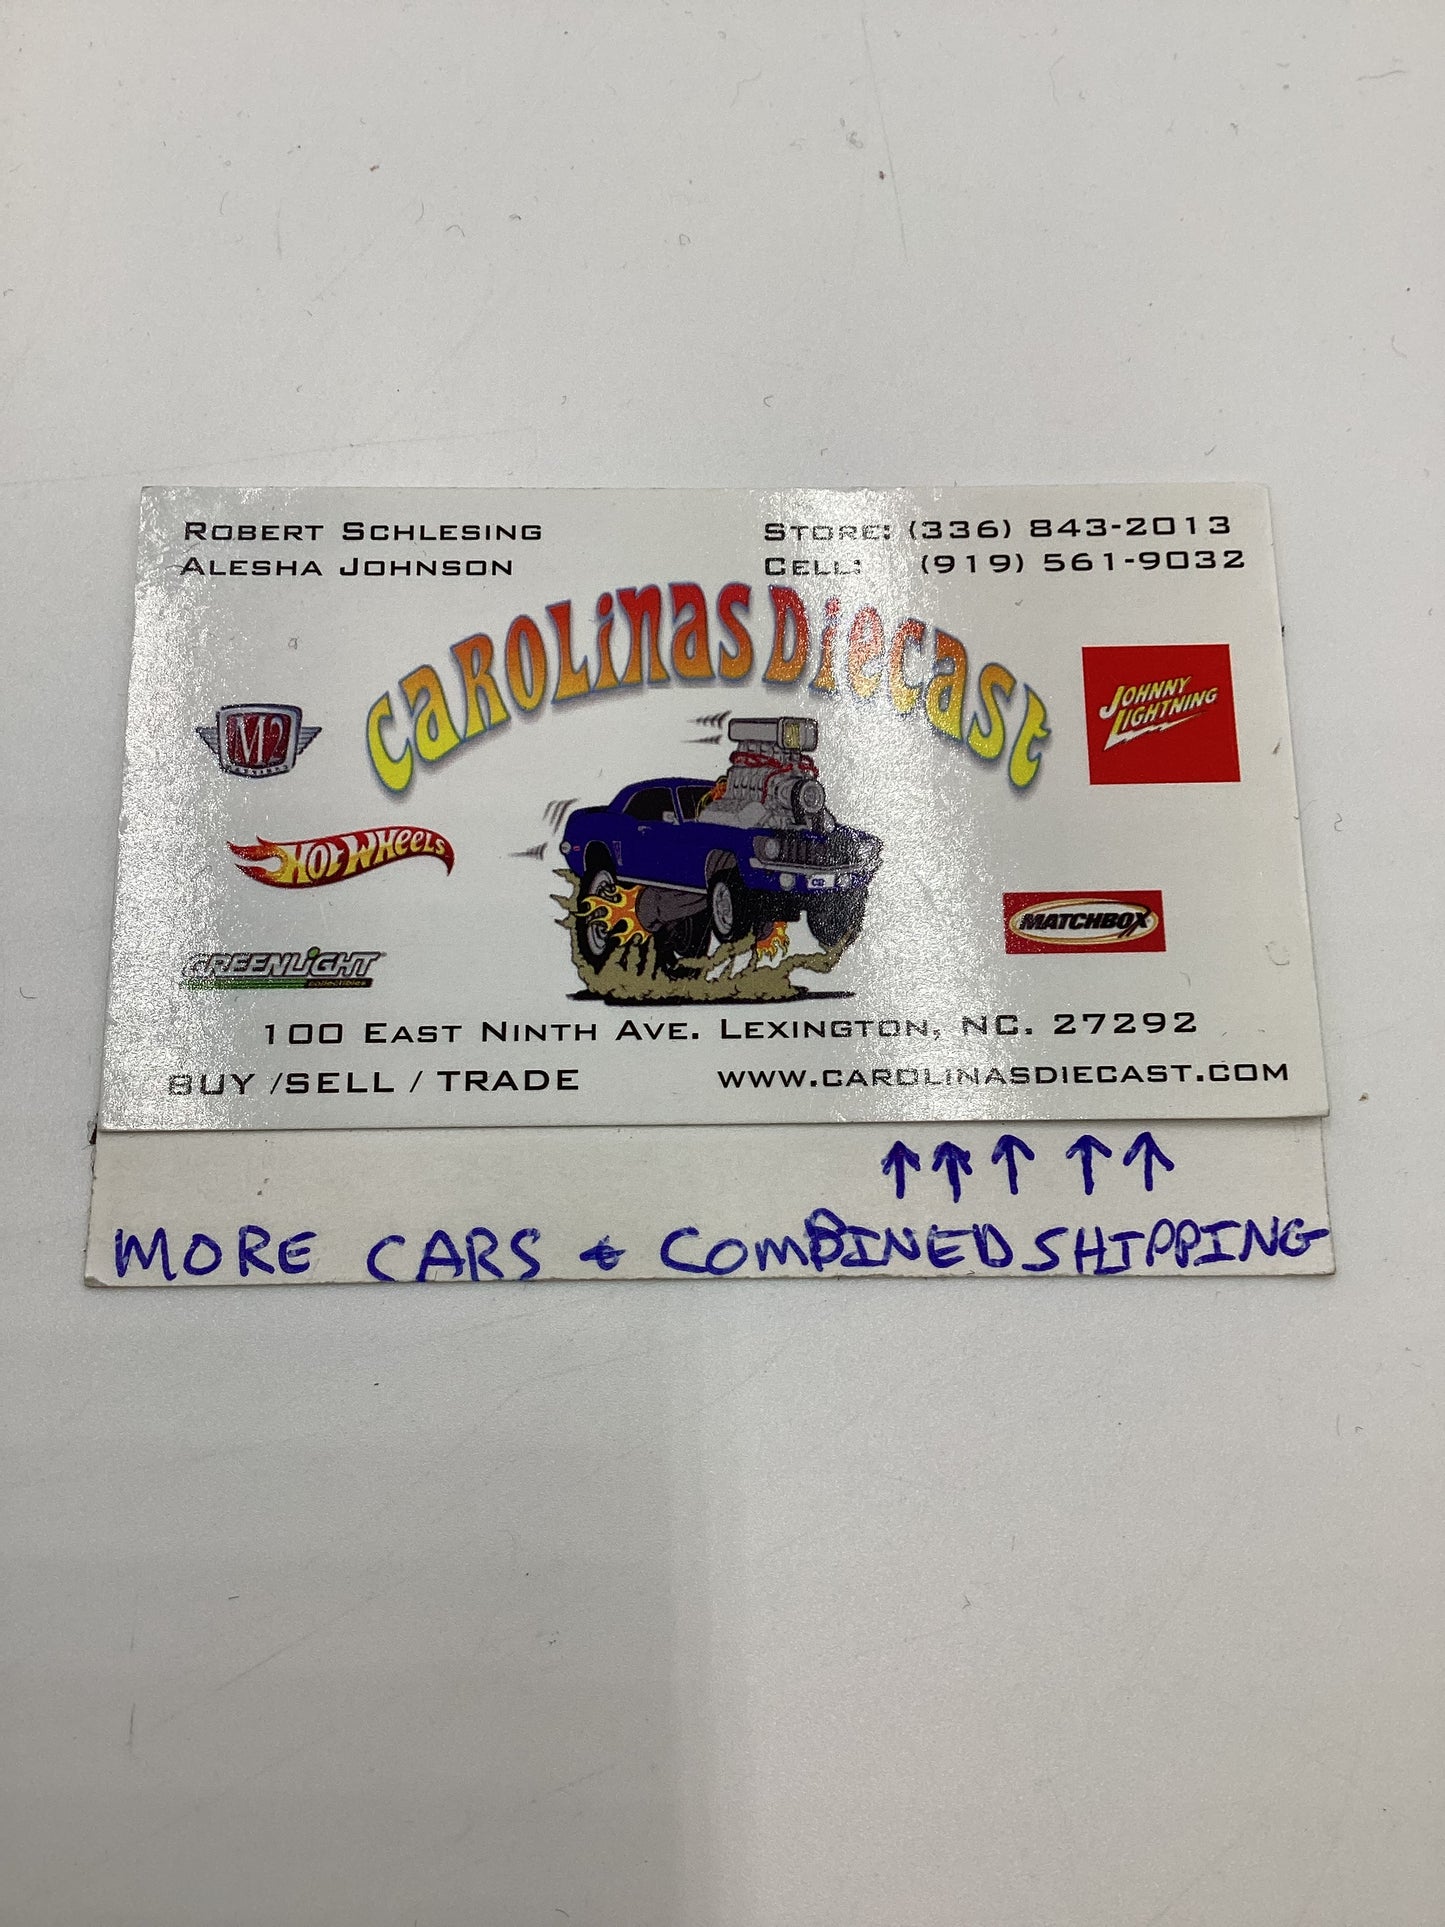 ROBERT SCHLESING
ALESHA JOHNSON
STORE: (336) 843-2013
CELL: (919) 561-9032
CAROLINAS DIECAST
M2
JOHNNY
LIGHTNING
HOT WHEELS
MATCHBOX
GREENLIGHT
collectibles
100 EAST NINTH AVE. LEXINGTON, NC. 27292
BUY /SELL / TRADE
WWW.CAROLINASDIECAST.COM
↑ ↑ ↑ ↑ ↑
MORE CARS & COMBINED SHIPPING